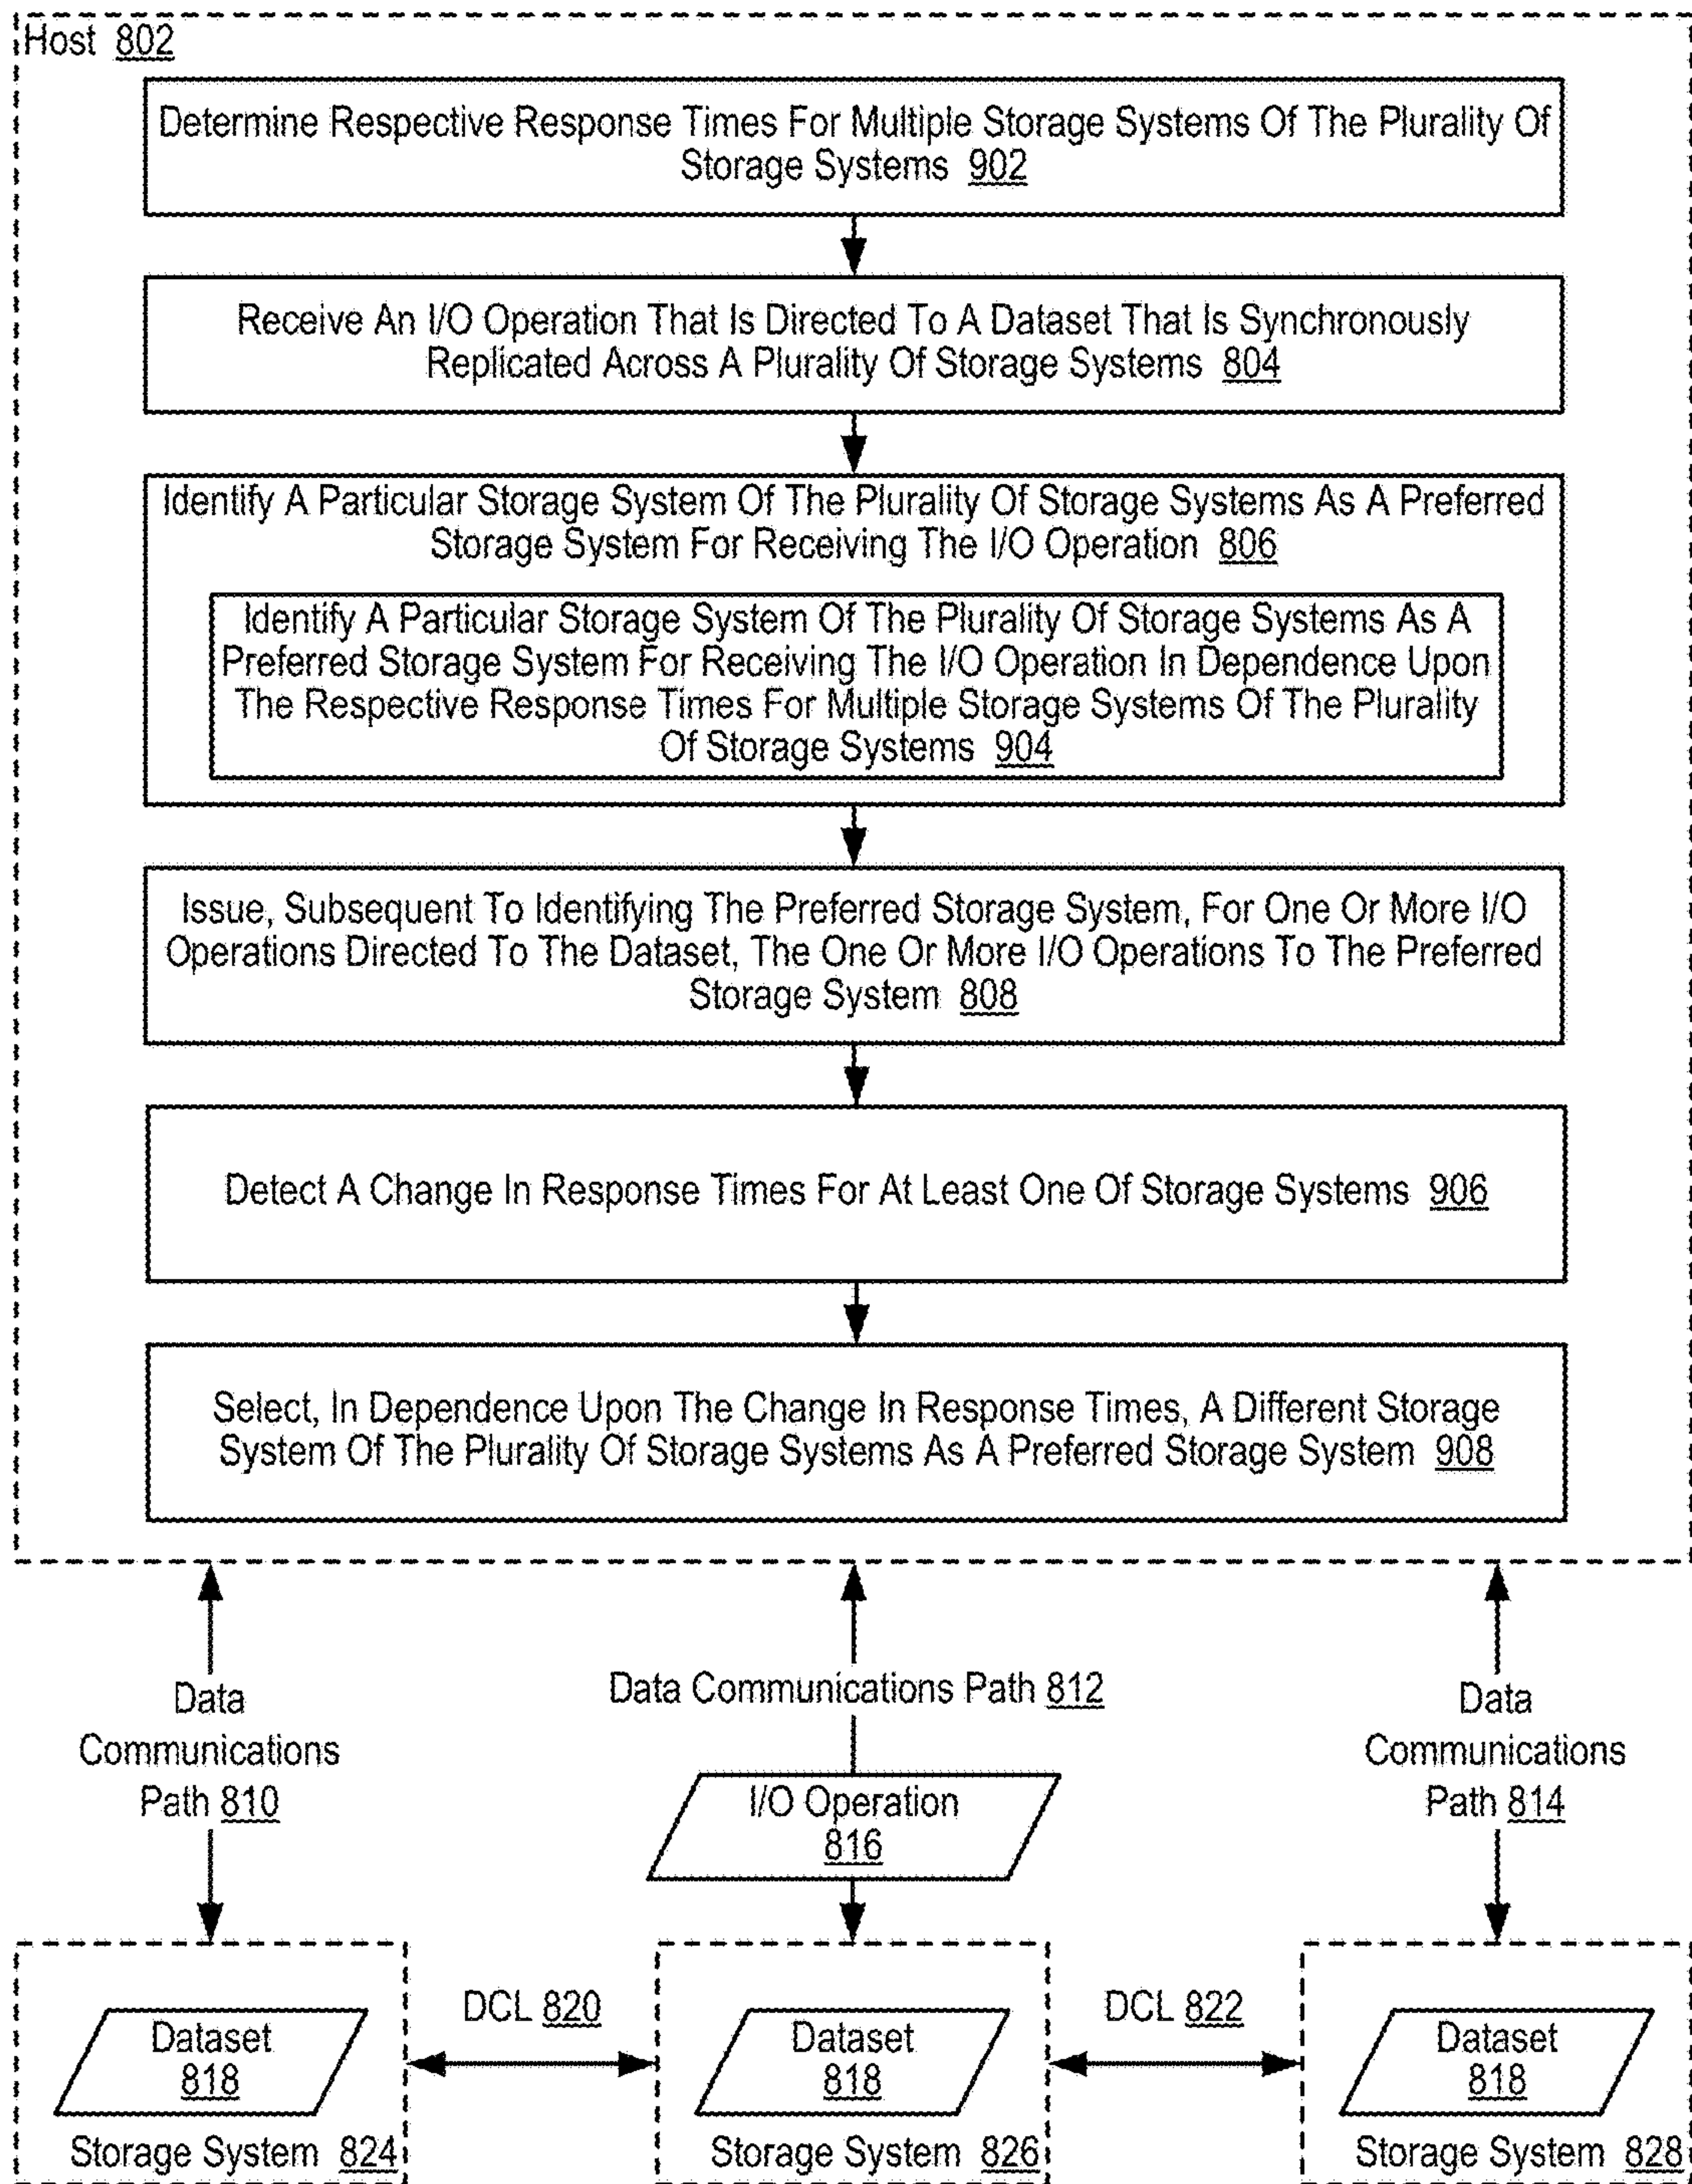 Host 802
Determine Respective Response Times For Multiple Storage Systems Of The Plurality Of
Storage Systems 902
Receive An I/O Operation That Is Directed To A Dataset That Is Synchronously
Replicated Across A Plurality Of Storage Systems 804
Identify A Particular Storage System Of The Plurality Of Storage Systems As A Preferred
Storage System For Receiving The I/O Operation 806
Identify A Particular Storage System Of The Plurality Of Storage Systems As A
Preferred Storage System For Receiving The I/O Operation In Dependence Upon
The Respective Response Times For Multiple Storage Systems Of The Plurality
Of Storage Systems 904
Issue, Subsequent To Identifying The Preferred Storage System, For One Or More I/O
Operations Directed To The Dataset, The One Or More I/O Operations To The Preferred
Storage System 808
Detect A Change In Response Times For At Least One Of Storage Systems 906
Select, In Dependence Upon The Change In Response Times, A Different Storage
System Of The Plurality Of Storage Systems As A Preferred Storage System 908
Data
Communications
Path 810
Data Communications Path 812
Data
Communications
Path 814
I/O Operation
816
Dataset
818
Storage System 824
DCL 820
Dataset
818
Storage System 826
DCL 822
Dataset
818
Storage System 828